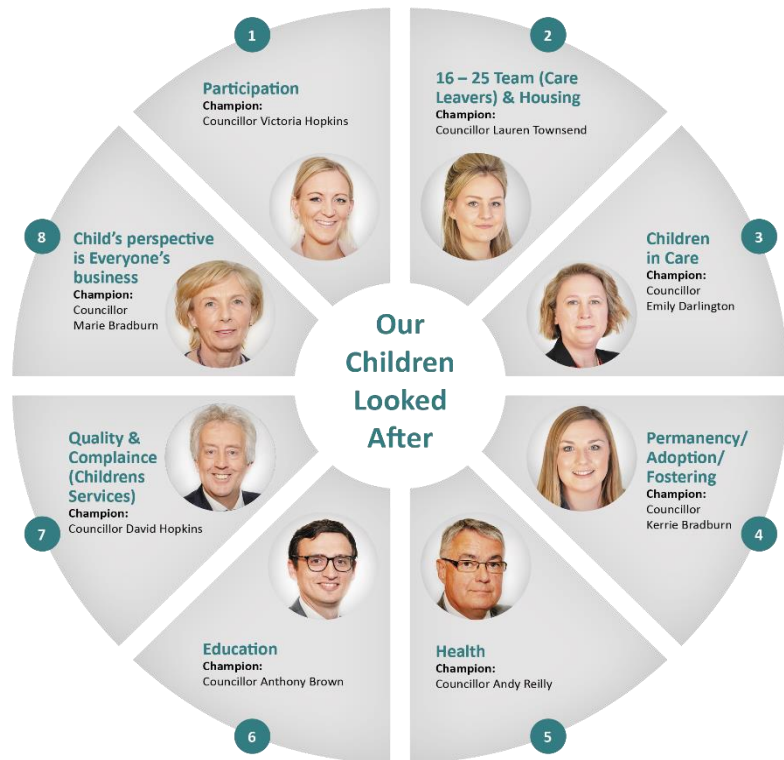 1
Participation
Champion:
Councillor Victoria Hopkins
2
16 – 25 Team (Care
Leavers) & Housing
Champion:
Councillor Lauren Townsend
3
Children
in Care
Champion:
Councillor
Emily Darlington
4
Permanency/
Adoption/
Fostering
Champion:
Councillor
Kerrie Bradburn
5
Health
Champion:
Councillor Andy Reilly
6
Education
Champion:
Councillor Anthony Brown
7
Quality &
Complaince
(Childrens
Services)
Champion:
Councillor David Hopkins
8
Child's perspective
is Everyone's
business
Champion:
Councillor
Marie Bradburn
Our
Children
Looked
After